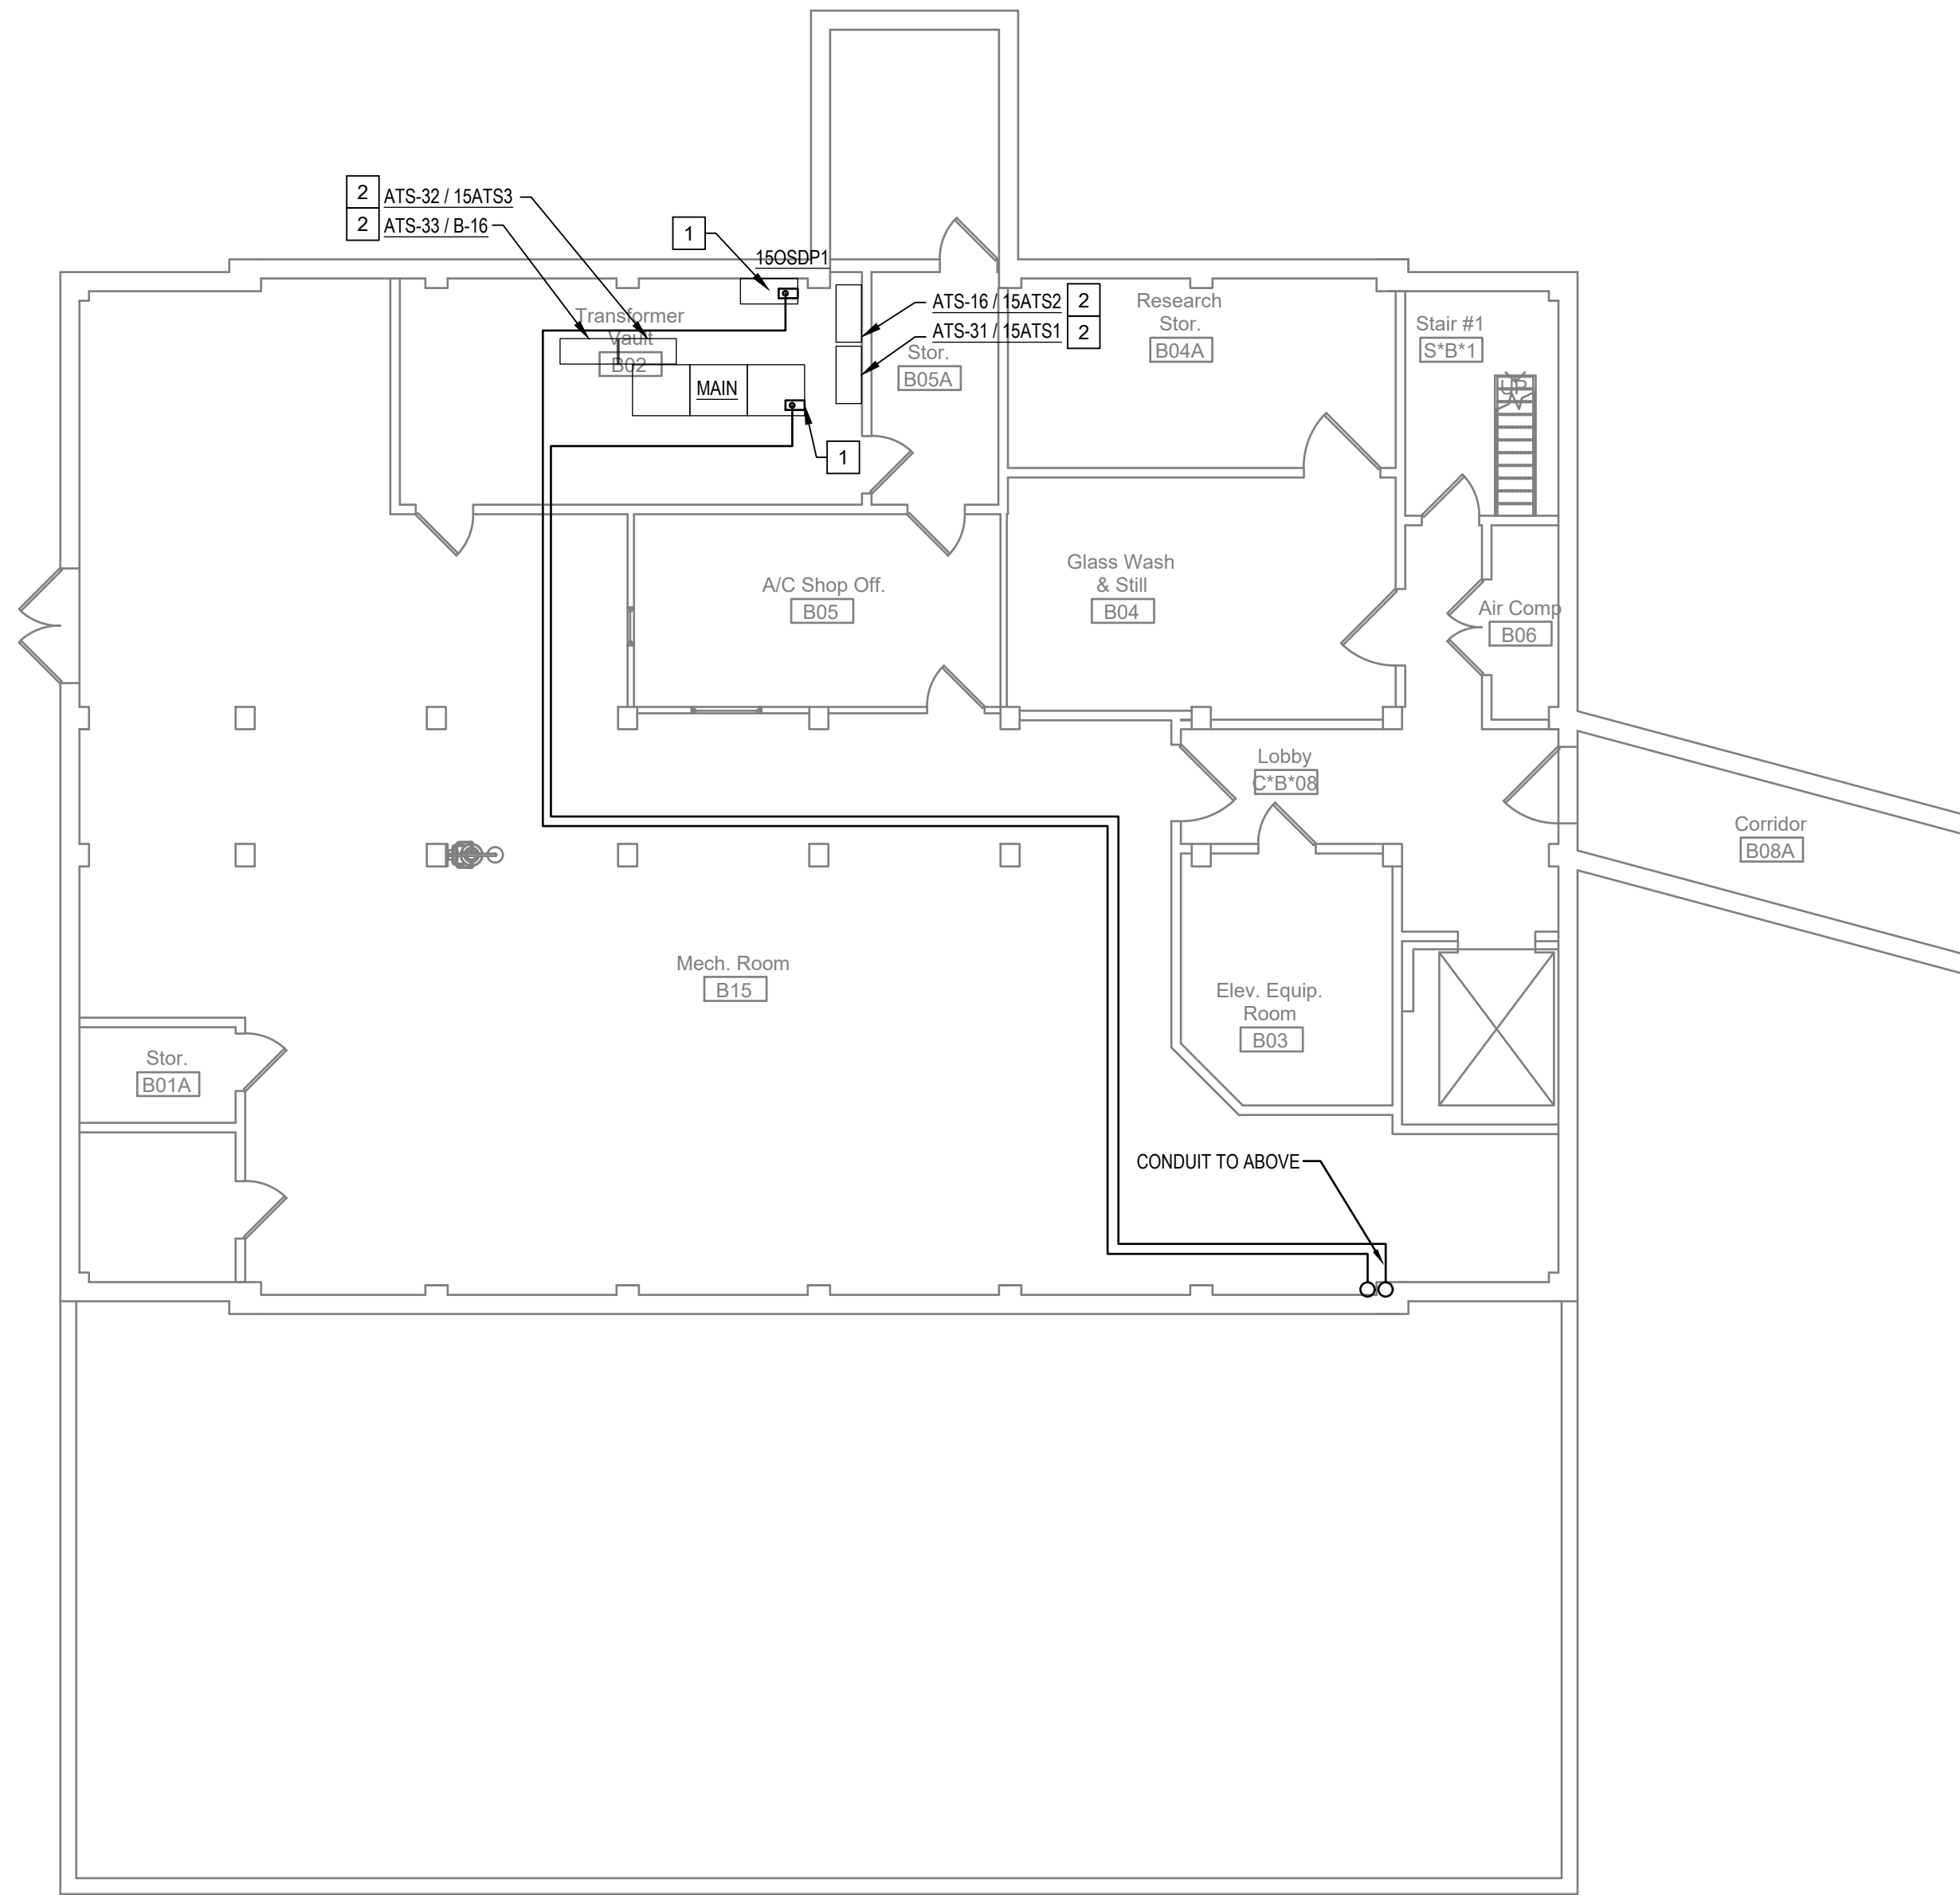 2
ATS-32 / 15ATS3
2
ATS-33 / B-16
1
15OSDP1
Transformer
Vault
B02
MAIN
1
ATS-16 / 15ATS2
2
ATS-31 / 15ATS1
2
Stor.
B05A
Research
Stor.
B04A
Stair #1
S*B*1
UP
A/C Shop Off.
B05
Glass Wash
& Still
B04
Air Comp
B06
Lobby
C*B*08
Corridor
B08A
Mech. Room
B15
Elev. Equip.
Room
B03
Stor.
B01A
CONDUIT TO ABOVE